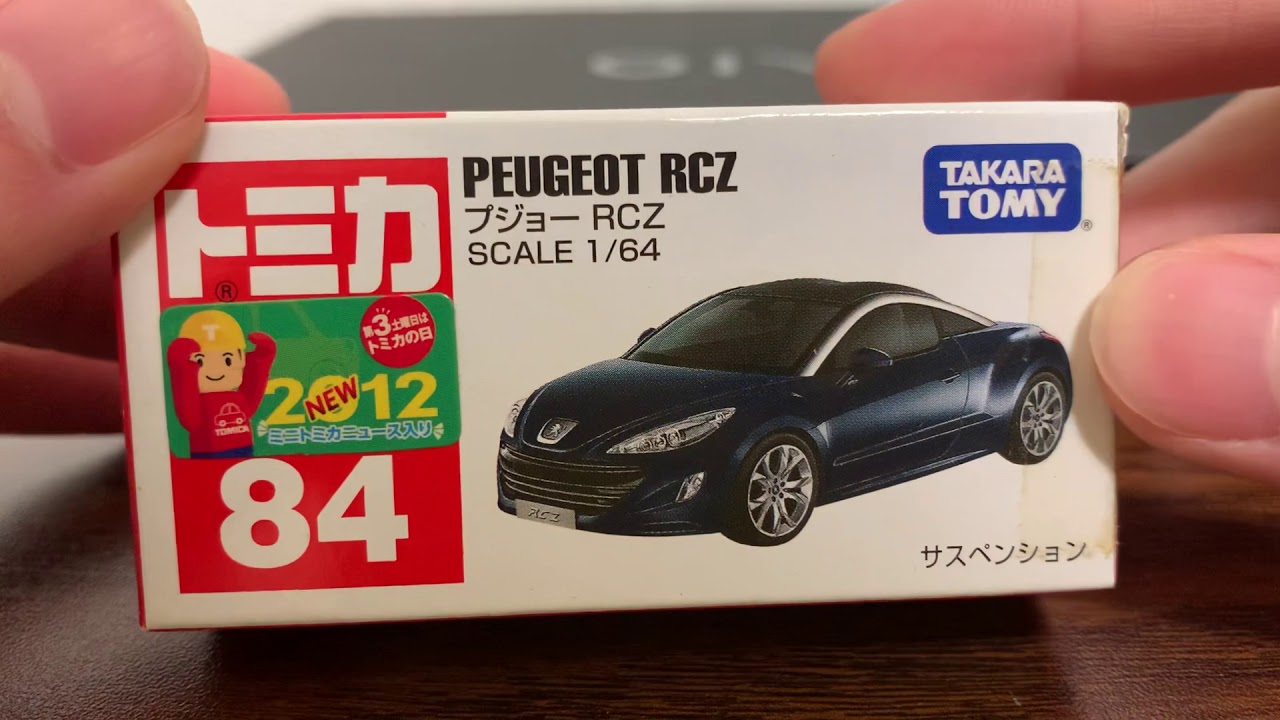 トミカ
®
PEUGEOT RCZ
プジョー RCZ
SCALE 1/64
TAKARA
TOMY
®
T
TOMICA
第3土曜日は
トミカの日
2012
NEW
ミニトミカニュース入り
84
RCZ
サスペンション